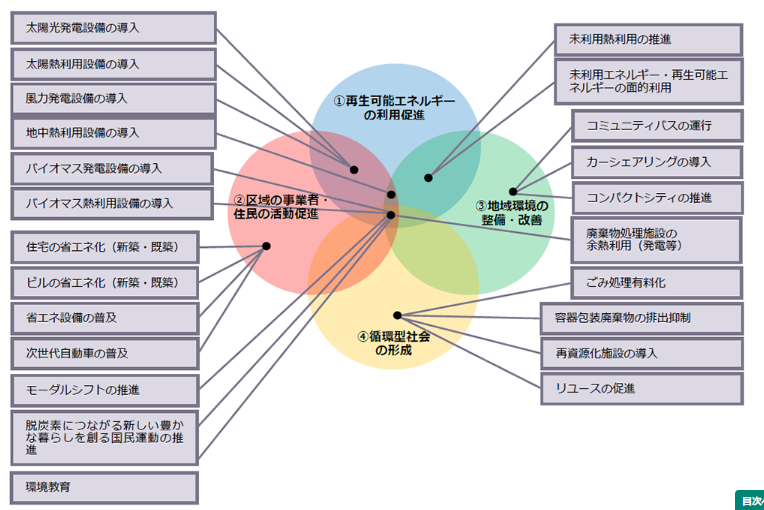 太陽光発電設備の導入
太陽熱利用設備の導入
風力発電設備の導入
地中熱利用設備の導入
バイオマス発電設備の導入
バイオマス熱利用設備の導入
住宅の省エネ化（新築・既築）
ビルの省エネ化（新築・既築）
省エネ設備の普及
次世代自動車の普及
モーダルシフトの推進
脱炭素につながる新しい豊か
な暮らしを創る国民運動の推
進
環境教育
①再生可能エネルギー
の利用促進
②区域の事業者・
住民の活動促進
③地域環境の
整備・改善
④循環型社会
の形成
未利用熱利用の推進
未利用エネルギー・再生可能エ
ネルギーの面的利用
コミュニティバスの運行
カーシェアリングの導入
コンパクトシティの推進
廃棄物処理施設の
余熱利用（発電等）
ごみ処理有料化
容器包装廃棄物の排出抑制
再資源化施設の導入
リユースの促進
目次